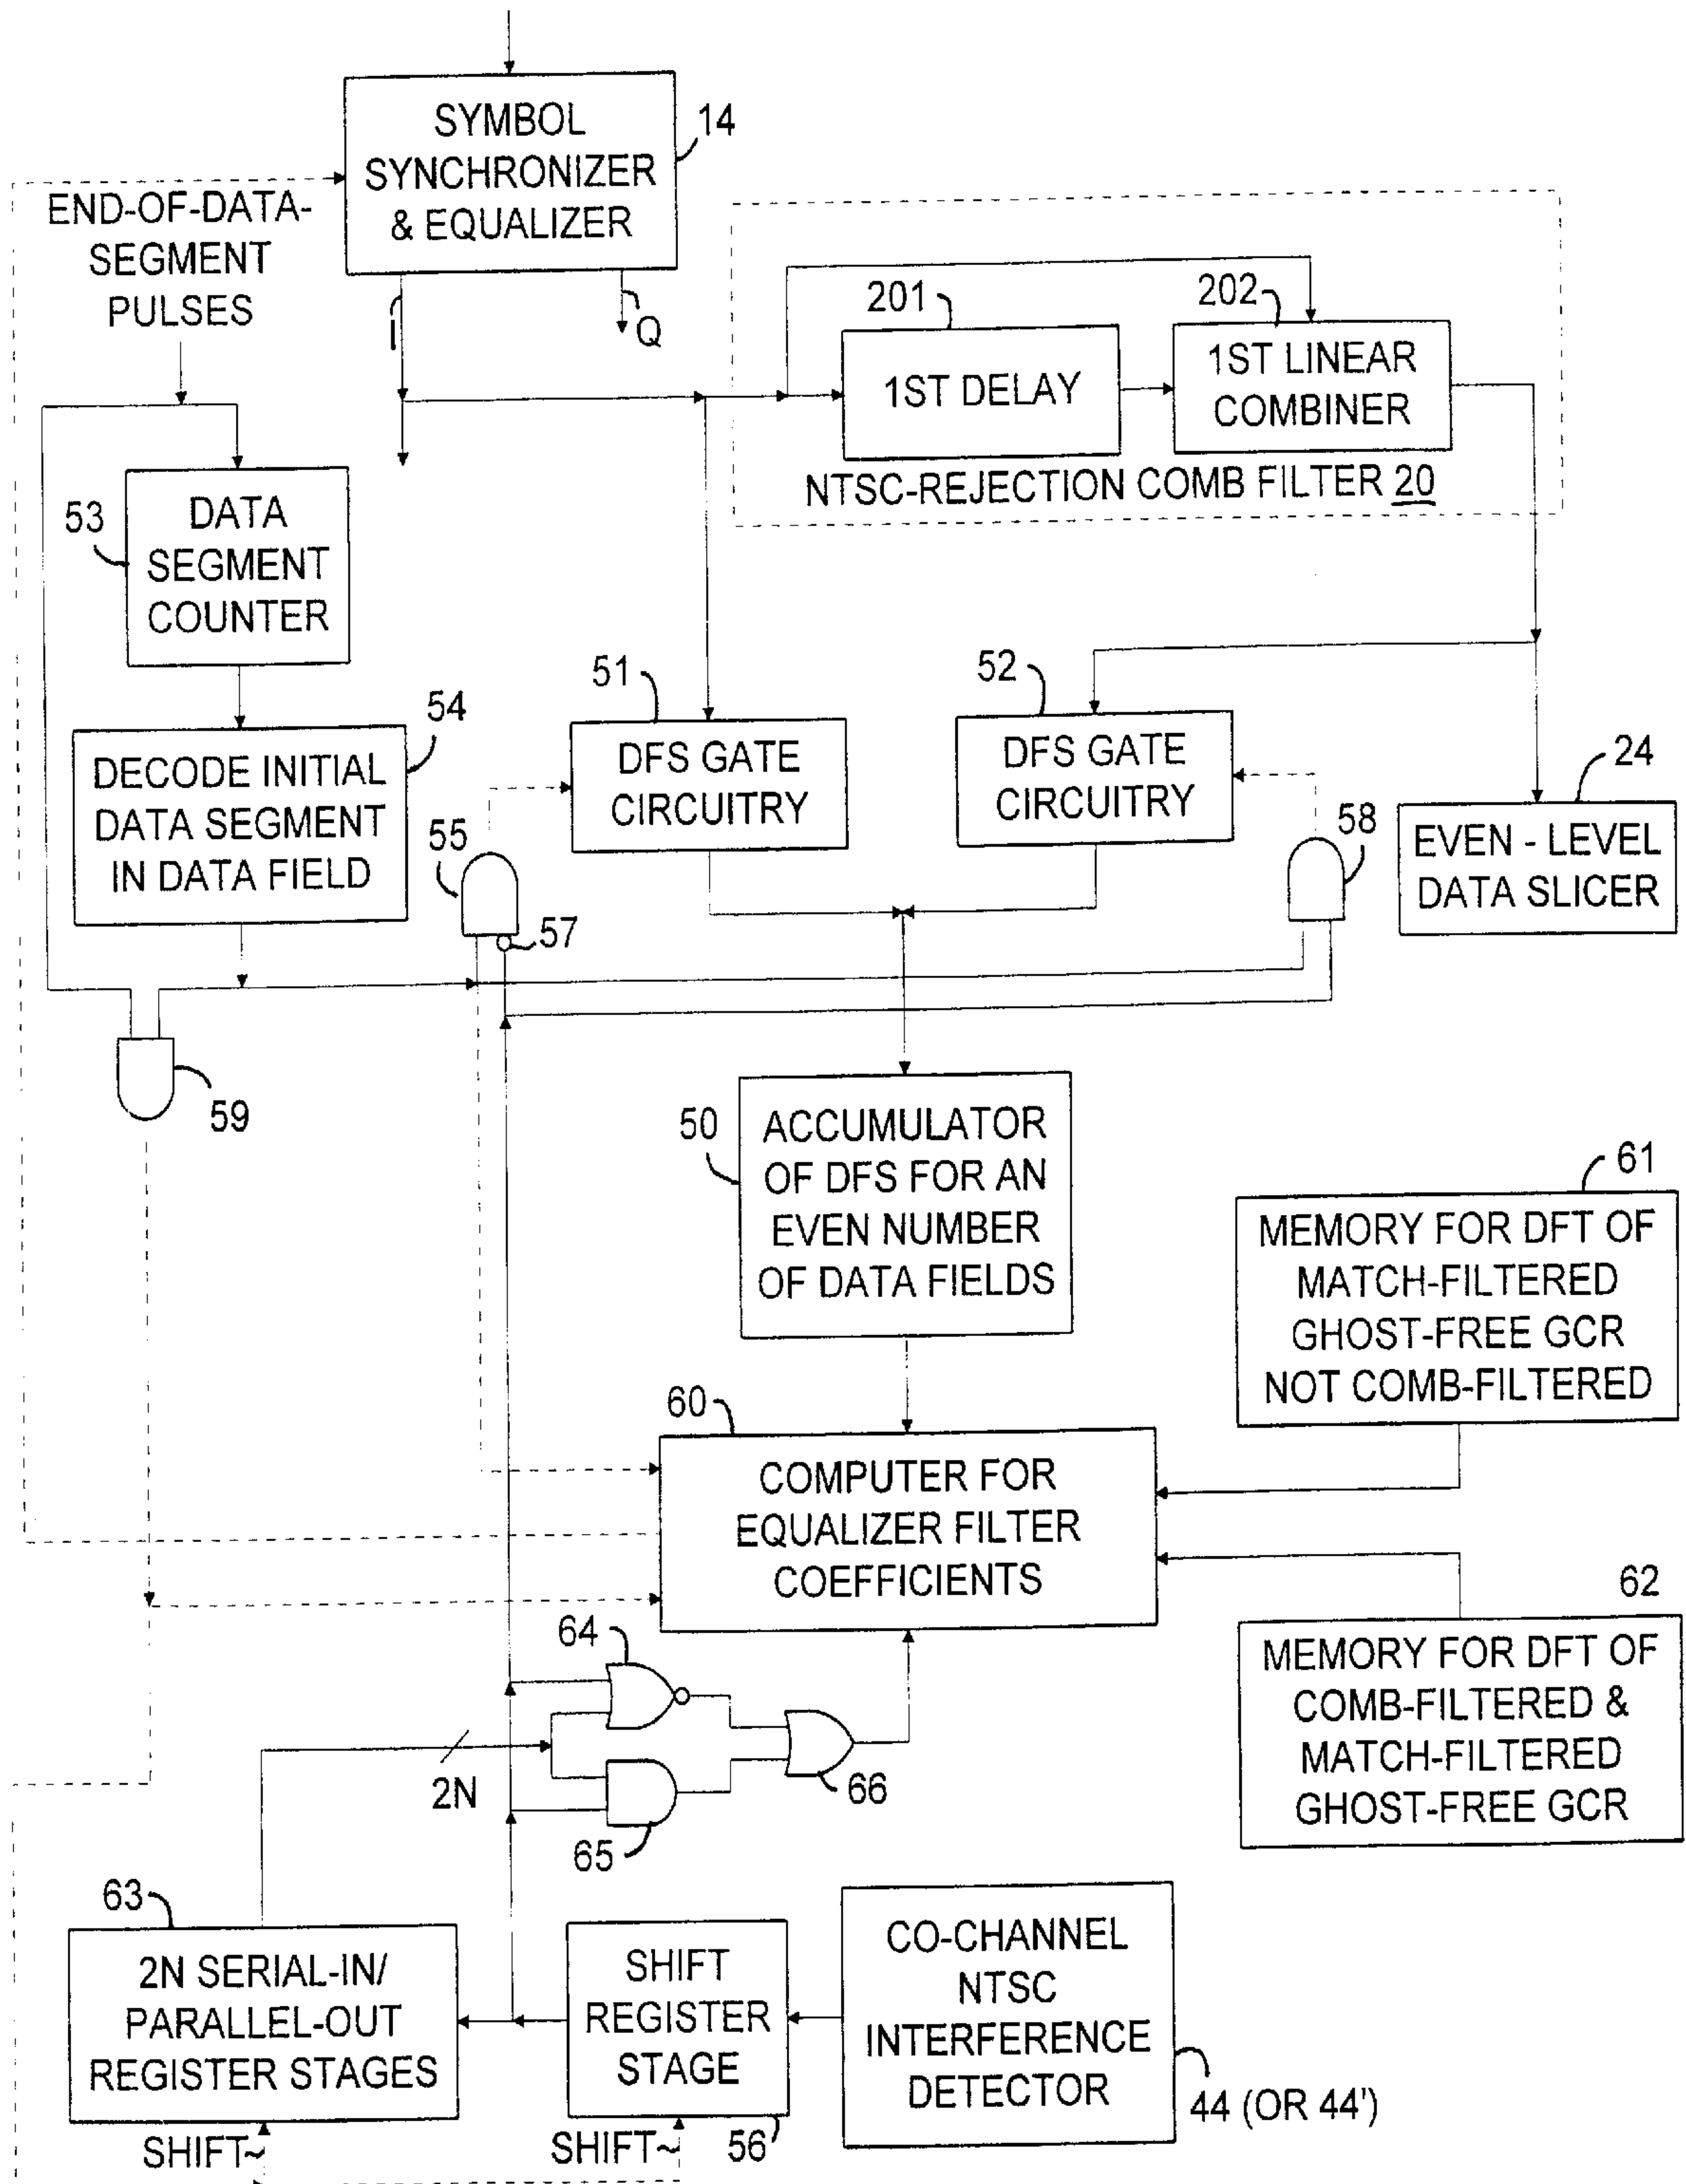 SYMBOL
SYNCHRONIZER
& EQUALIZER
14
END-OF-DATA-
SEGMENT
PULSES
I
Q
201
202
1ST DELAY
1ST LINEAR
COMBINER
NTSC-REJECTION COMB FILTER 20
53
DATA
SEGMENT
COUNTER
54
DECODE INITIAL
DATA SEGMENT
IN DATA FIELD
51
DFS GATE
CIRCUITRY
52
DFS GATE
CIRCUITRY
24
EVEN - LEVEL
DATA SLICER
55
57
58
59
50
ACCUMULATOR
OF DFS FOR AN
EVEN NUMBER
OF DATA FIELDS
61
MEMORY FOR DFT OF
MATCH-FILTERED
GHOST-FREE GCR
NOT COMB-FILTERED
60
COMPUTER FOR
EQUALIZER FILTER
COEFFICIENTS
62
MEMORY FOR DFT OF
COMB-FILTERED &
MATCH-FILTERED
GHOST-FREE GCR
64
2N
66
65
63
2N SERIAL-IN/
PARALLEL-OUT
REGISTER STAGES
SHIFT~
SHIFT
REGISTER
STAGE
SHIFT~
56
CO-CHANNEL
NTSC
INTERFERENCE
DETECTOR
44 (OR 44')